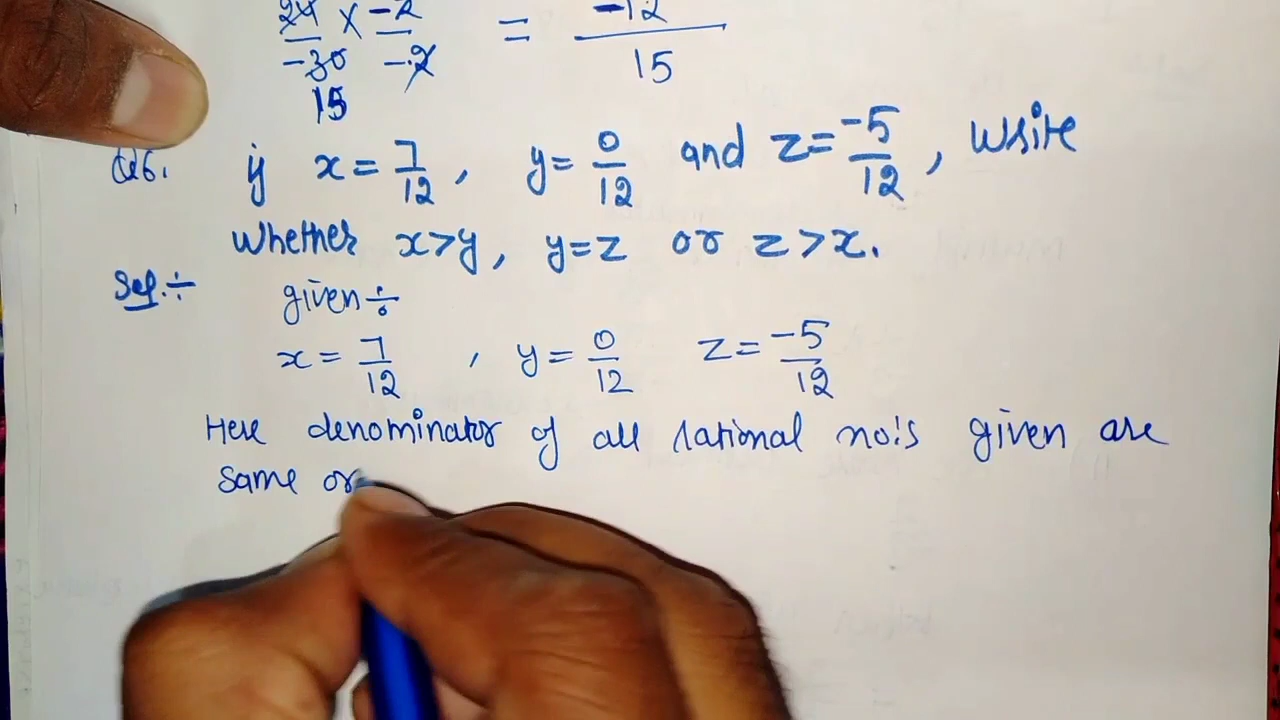 24/-30 × -2/-2 = -12/15
15
Q6. if x = 7/12, y = 0/12 and z = -5/12, write
whether x>y, y=z or z>x.
Sol.÷ given÷
x = 7/12 , y = 0/12 z = -5/12
Here denominator of all rational no's given are
same or